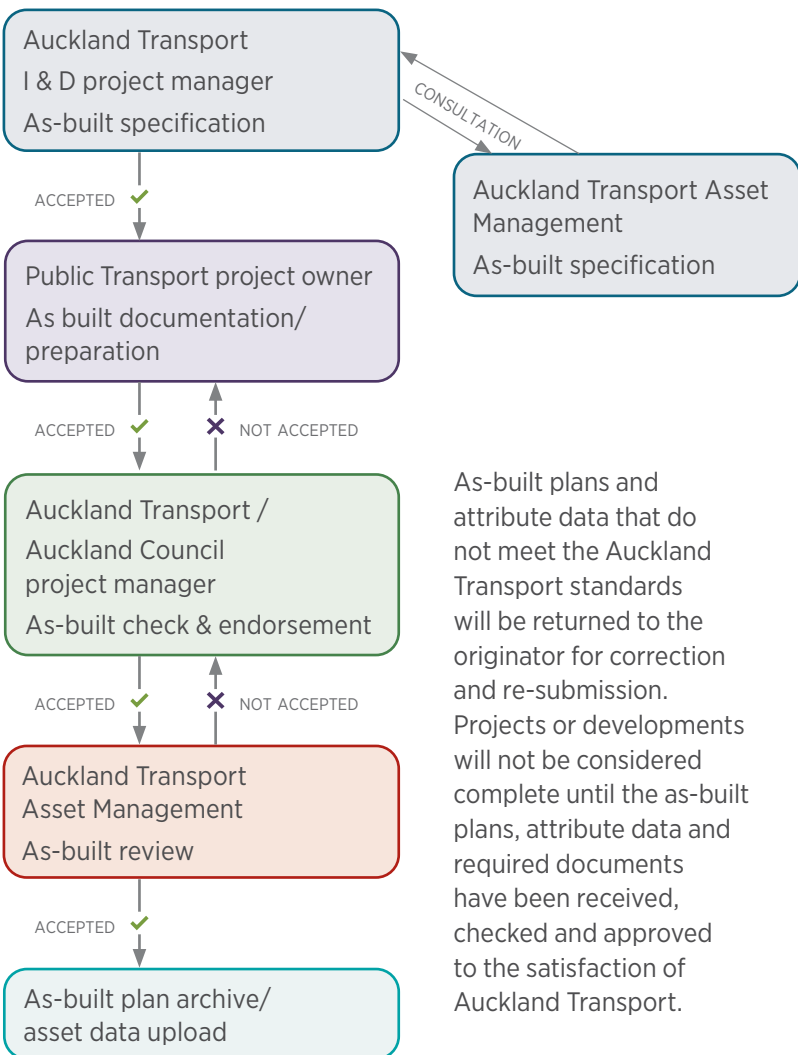 Auckland Transport
I & D project manager
As-built specification
CONSULTATION
Auckland Transport Asset
Management
As-built specification
ACCEPTED
Public Transport project owner
As built documentation/
preparation
ACCEPTED
NOT ACCEPTED
Auckland Transport /
Auckland Council
project manager
As-built check & endorsement
ACCEPTED
NOT ACCEPTED
Auckland Transport
Asset Management
As-built review
ACCEPTED
As-built plan archive/
asset data upload
As-built plans and
attribute data that do
not meet the Auckland
Transport standards
will be returned to the
originator for correction
and re-submission.
Projects or developments
will not be considered
complete until the as-built
plans, attribute data and
required documents
have been received,
checked and approved
to the satisfaction of
Auckland Transport.